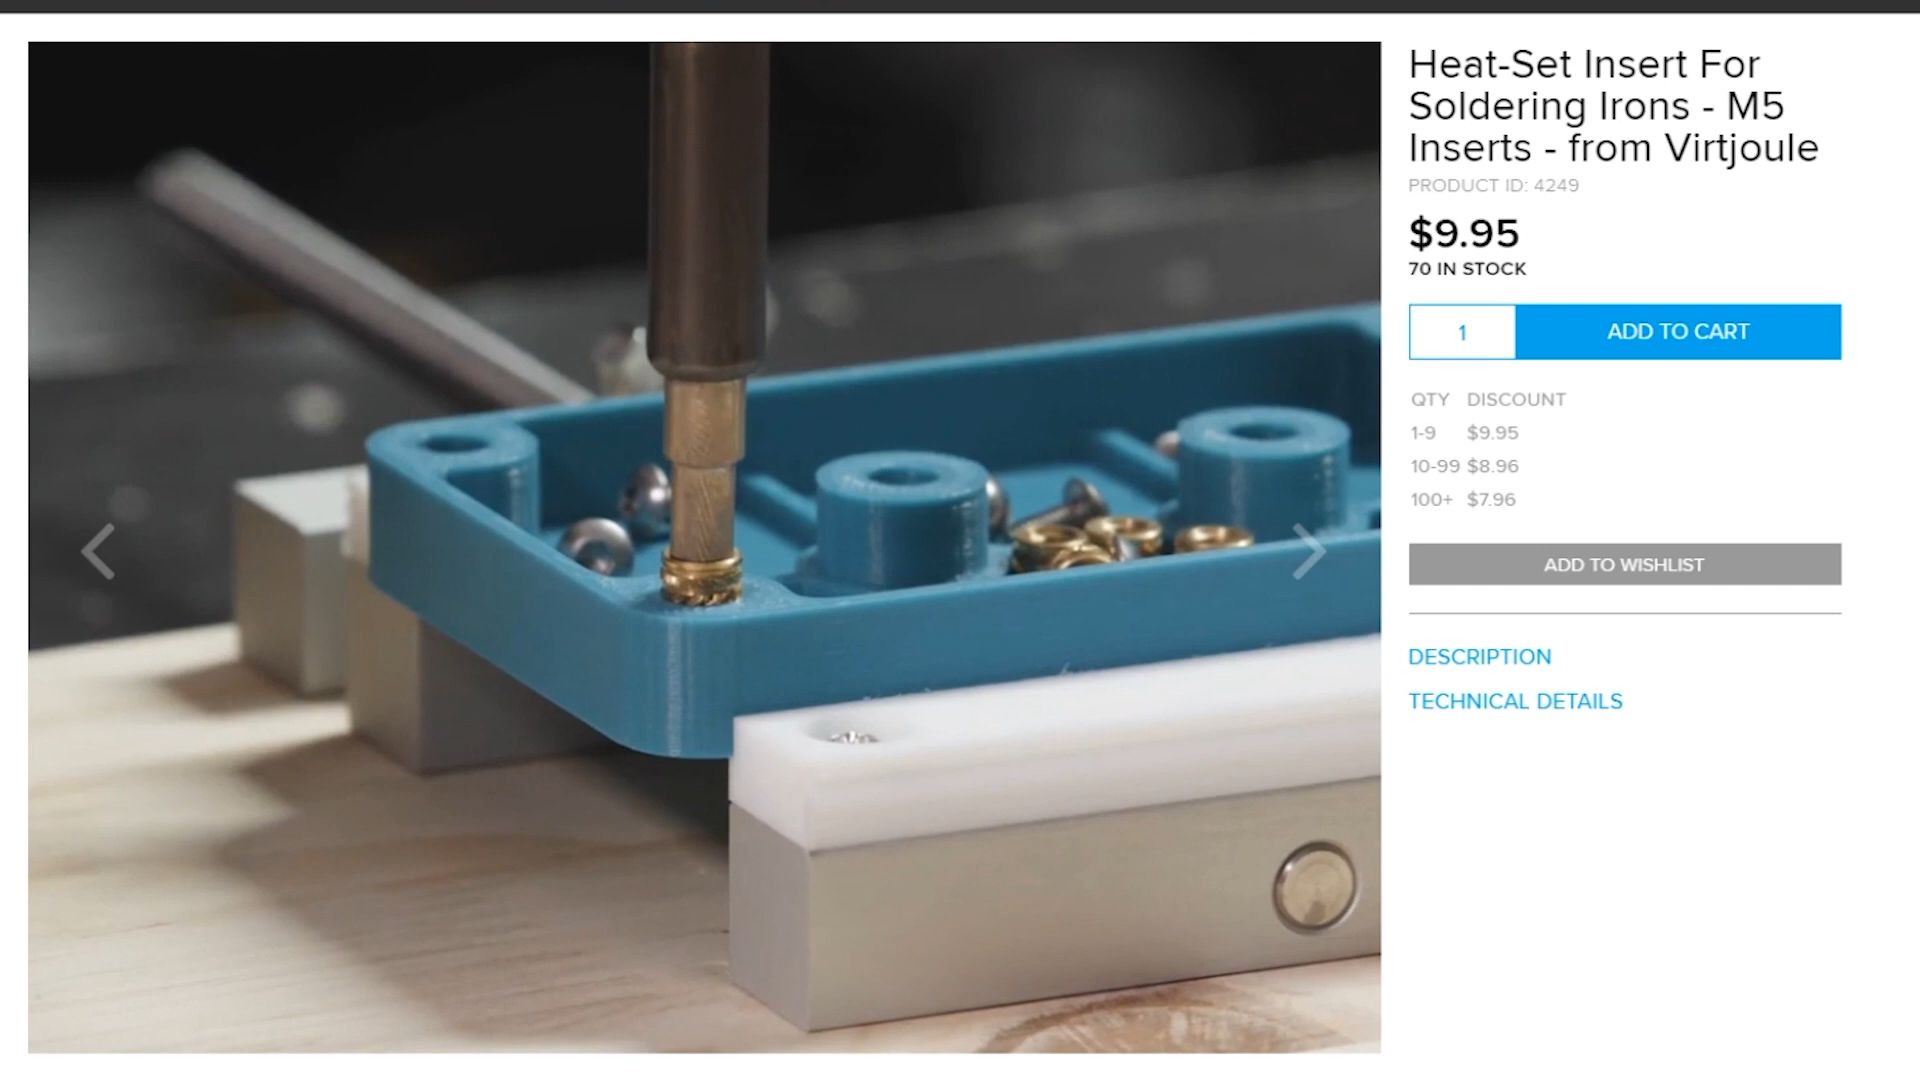 Heat-Set Insert For
Soldering Irons - M5
Inserts - from Virtjoule
PRODUCT ID: 4249
$9.95
70 IN STOCK
1 ADD TO CART
QTY DISCOUNT
1-9 $9.95
10-99 $8.96
100+ $7.96
ADD TO WISHLIST
DESCRIPTION
TECHNICAL DETAILS